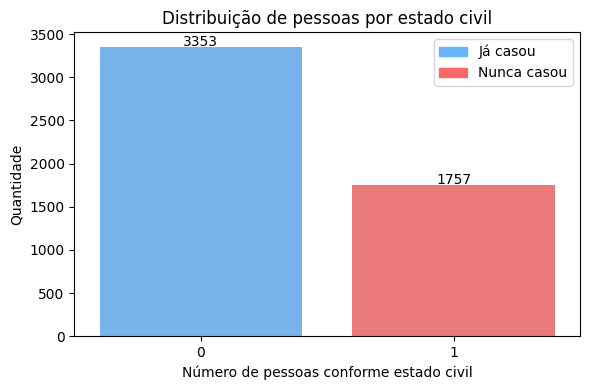 Distribuição de pessoas por estado civil
3500
3000
2500
2000
1500
1000
500
0
Quantidade
3353
1757
Já casou
Nunca casou
0
1
Número de pessoas conforme estado civil